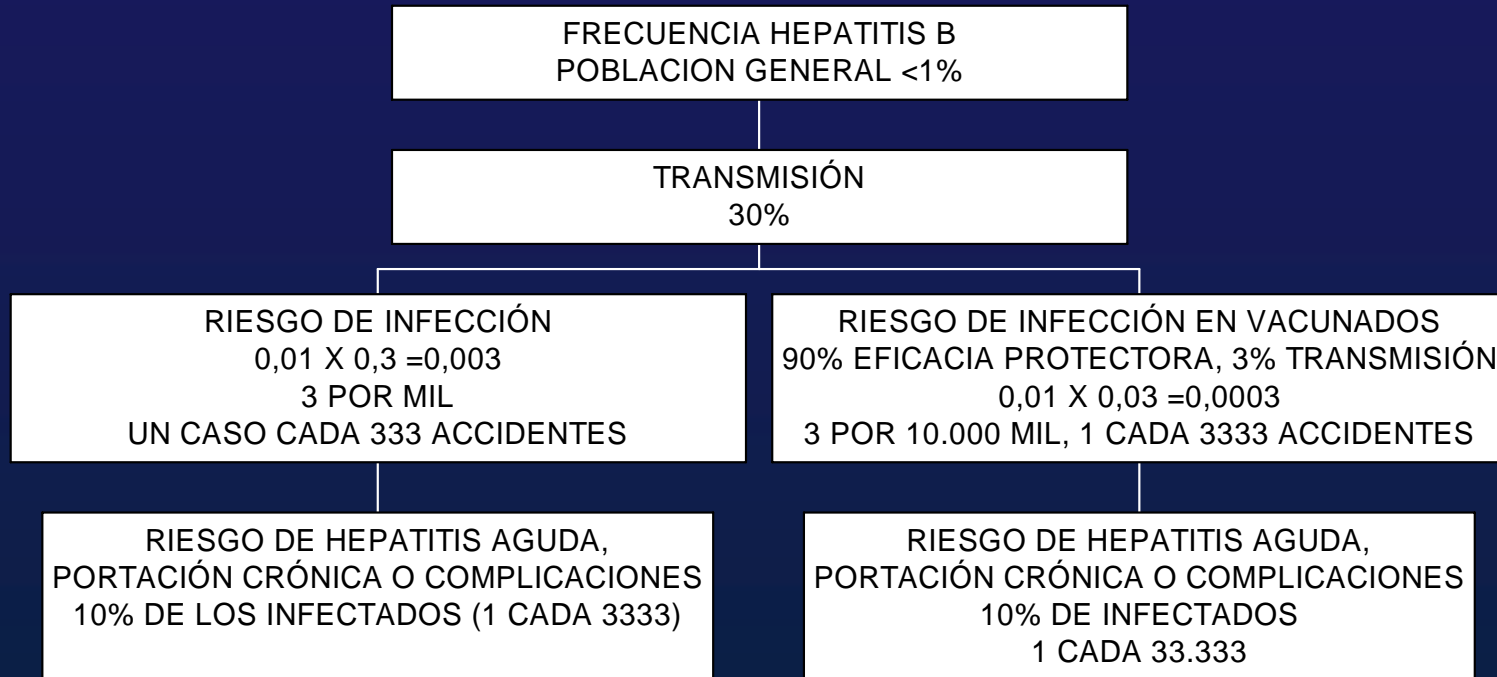 FRECUENCIA HEPATITIS B
POBLACION GENERAL <1%
TRANSMISIÓN
30%
RIESGO DE INFECCIÓN
0,01 X 0,3 =0,003
3 POR MIL
UN CASO CADA 333 ACCIDENTES
RIESGO DE INFECCIÓN EN VACUNADOS
90% EFICACIA PROTECTORA, 3% TRANSMISIÓN
0,01 X 0,03 =0,0003
3 POR 10.000 MIL, 1 CADA 3333 ACCIDENTES
RIESGO DE HEPATITIS AGUDA,
PORTACIÓN CRÓNICA O COMPLICACIONES
10% DE LOS INFECTADOS (1 CADA 3333)
RIESGO DE HEPATITIS AGUDA,
PORTACIÓN CRÓNICA O COMPLICACIONES
10% DE INFECTADOS
1 CADA 33.333